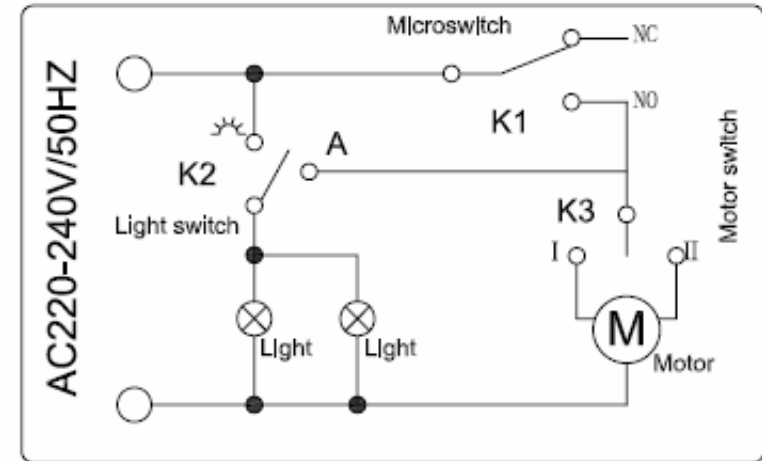 AC220-240V/50HZ
Microswitch
NC
K1
NO
K2
A
Light switch
K3
Motor switch
I
II
Light
Light
M
Motor